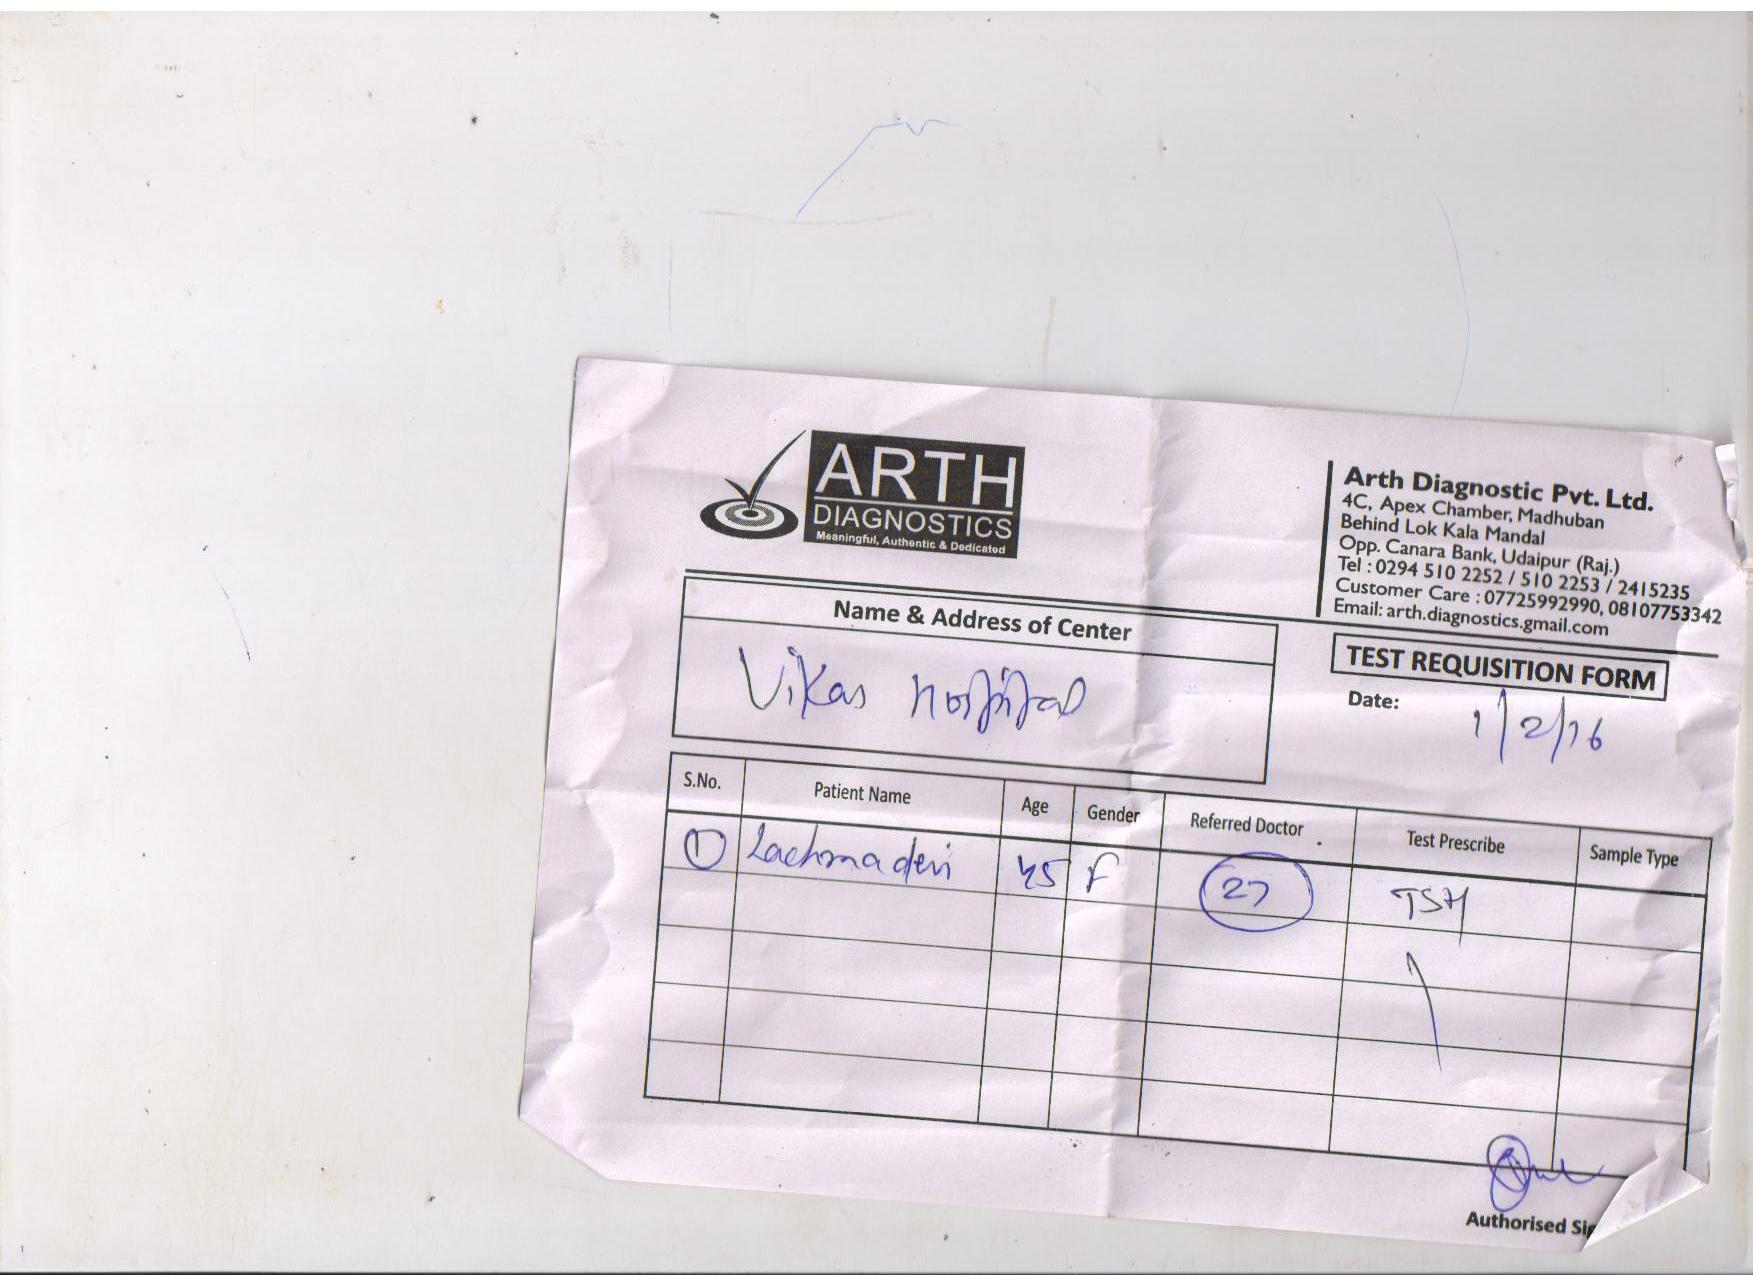 ARTH
DIAGNOSTICS
Meaningful, Authentic & Dedicated
Arth Diagnostic Pvt. Ltd.
4C, Apex Chamber, Madhuban
Behind Lok Kala Mandal
Opp. Canara Bank, Udaipur (Raj.)
Tel : 0294 510 2252 / 510 2253 / 2415235
Customer Care : 07725992990, 08107753342
Email: arth.diagnostics.gmail.com
Name & Address of Center
Vikas Hospital
TEST REQUISITION FORM
Date: 1/2/16
S.No. Patient Name Age Gender Referred Doctor Test Prescribe Sample Type
1 Lachma devi 45 F 27 TSH
Authorised Sig